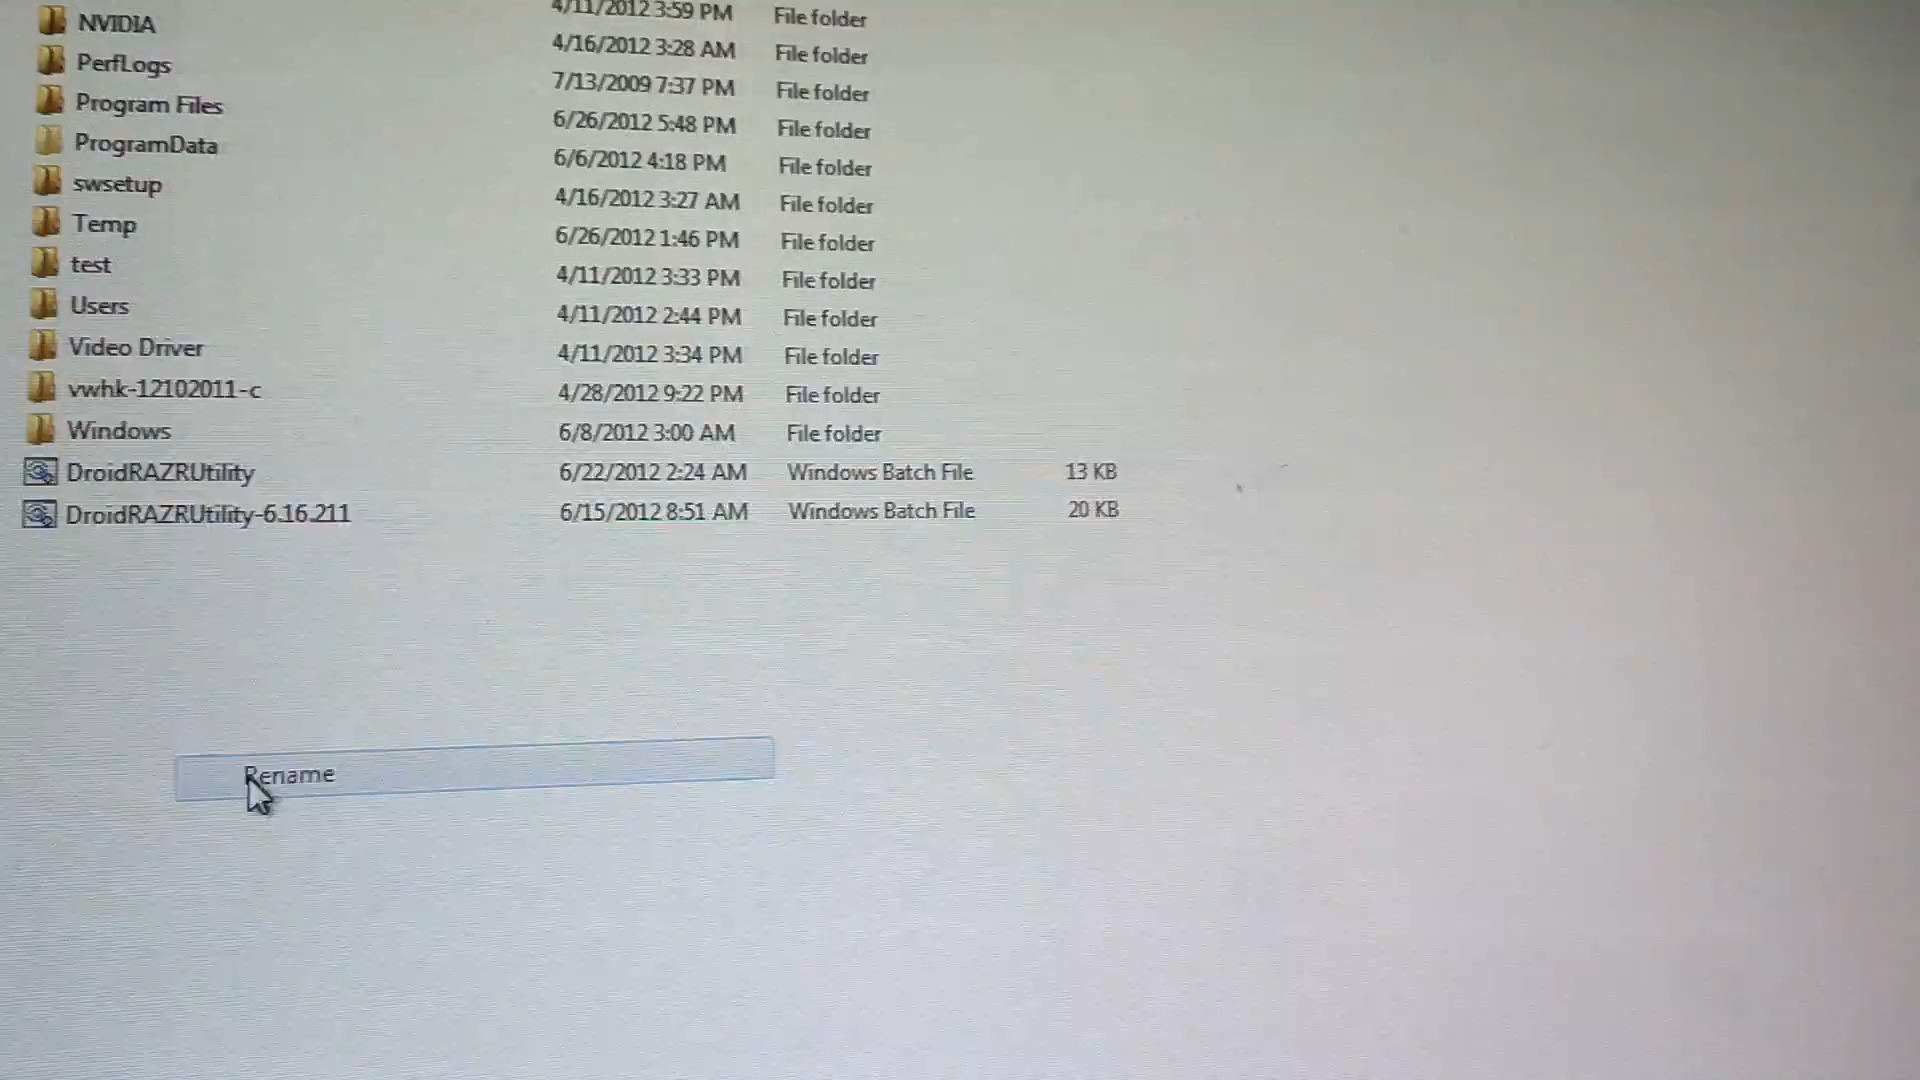 4/11/2012 3:59 PM File folder
NVIDIA 4/16/2012 3:28 AM File folder
PerfLogs 7/13/2009 7:37 PM File folder
Program Files 6/26/2012 5:48 PM File folder
ProgramData 6/6/2012 4:18 PM File folder
swsetup 4/16/2012 3:27 AM File folder
Temp 6/26/2012 1:46 PM File folder
test 4/11/2012 3:33 PM File folder
Users 4/11/2012 2:44 PM File folder
Video Driver 4/11/2012 3:34 PM File folder
vwhk-12102011-c 4/28/2012 9:22 PM File folder
Windows 6/8/2012 3:00 AM File folder
DroidRAZRUtility 6/22/2012 2:24 AM Windows Batch File 13 KB
DroidRAZRUtility-6.16.211 6/15/2012 8:51 AM Windows Batch File 20 KB
Rename